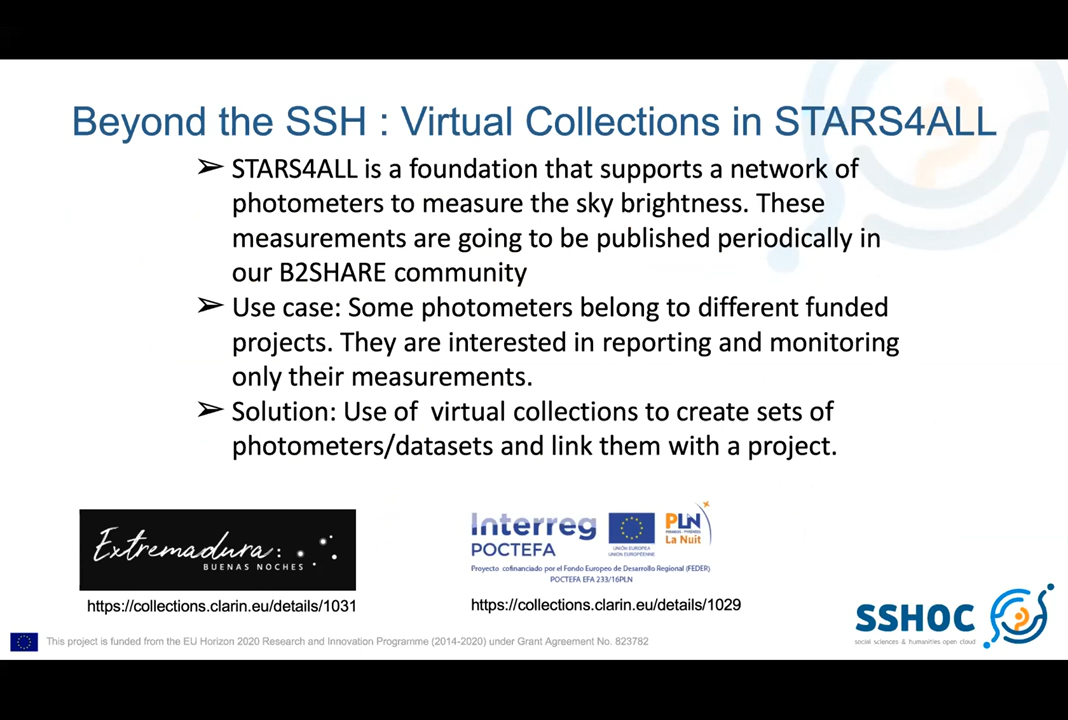 Beyond the SSH : Virtual Collections in STARS4ALL
➢ STARS4ALL is a foundation that supports a network of
photometers to measure the sky brightness. These
measurements are going to be published periodically in
our B2SHARE community
➢ Use case: Some photometers belong to different funded
projects. They are interested in reporting and monitoring
only their measurements.
➢ Solution: Use of virtual collections to create sets of
photometers/datasets and link them with a project.
Extremadura:
BUENAS NOCHES
https://collections.clarin.eu/details/1031
Interreg
POCTEFA
UNIÓN EUROPEA
UNION EUROPÉENNE
PLN
La Nuit
Proyecto cofinanciado por el Fondo Europeo de Desarrollo Regional (FEDER)
POCTEFA EFA 233/16PLN
https://collections.clarin.eu/details/1029
SSHOC
social sciences & humanities open cloud
This project is funded from the EU Horizon 2020 Research and Innovation Programme (2014-2020) under Grant Agreement No. 823782